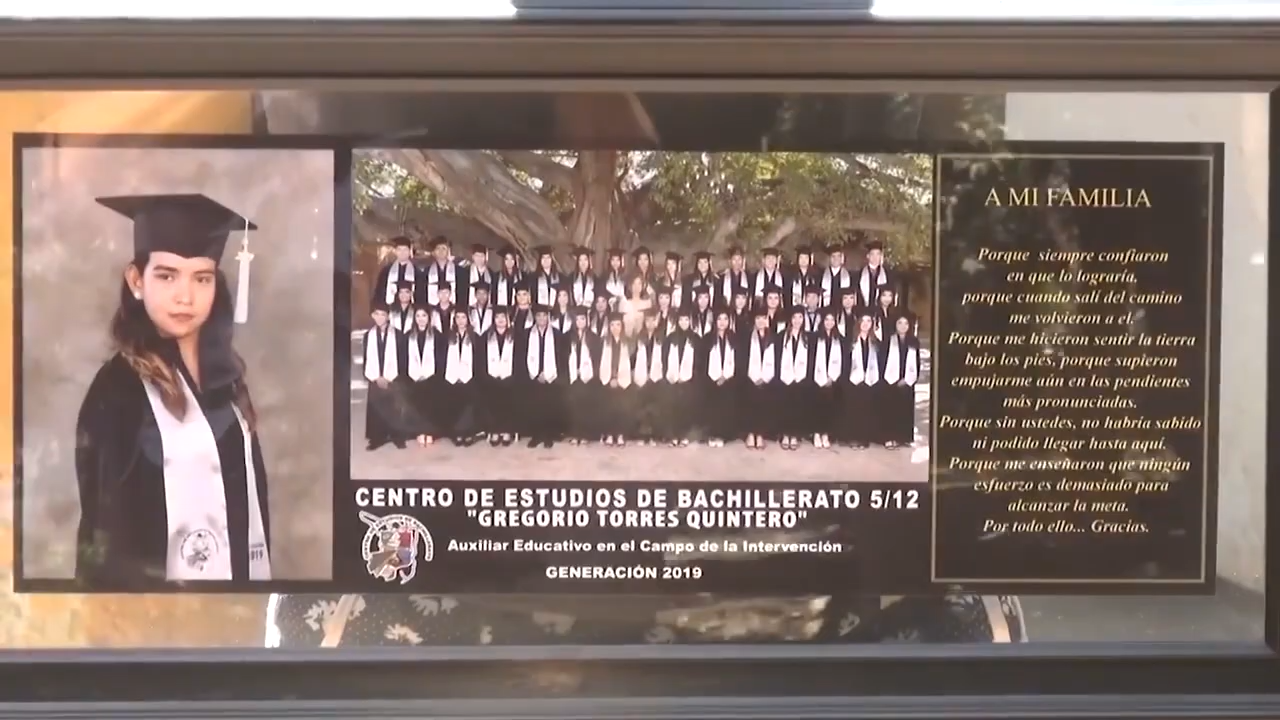 CENTRO DE ESTUDIOS DE BACHILLERATO 5/12
"GREGORIO TORRES QUINTERO"
Auxiliar Educativo en el Campo de la Intervención
GENERACIÓN 2019
A MI FAMILIA
Porque siempre confiaron
en que lo lograría,
porque cuando salí del camino
me volvieron a el.
Porque me hicieron sentir la tierra
bajo los pies, porque supieron
empujarme aún en las pendientes
más pronunciadas.
Porque sin ustedes, no habría sabido
ni podido llegar hasta aquí.
Porque me enseñaron que ningún
esfuerzo es demasiado para
alcanzar la meta.
Por todo ello... Gracias.